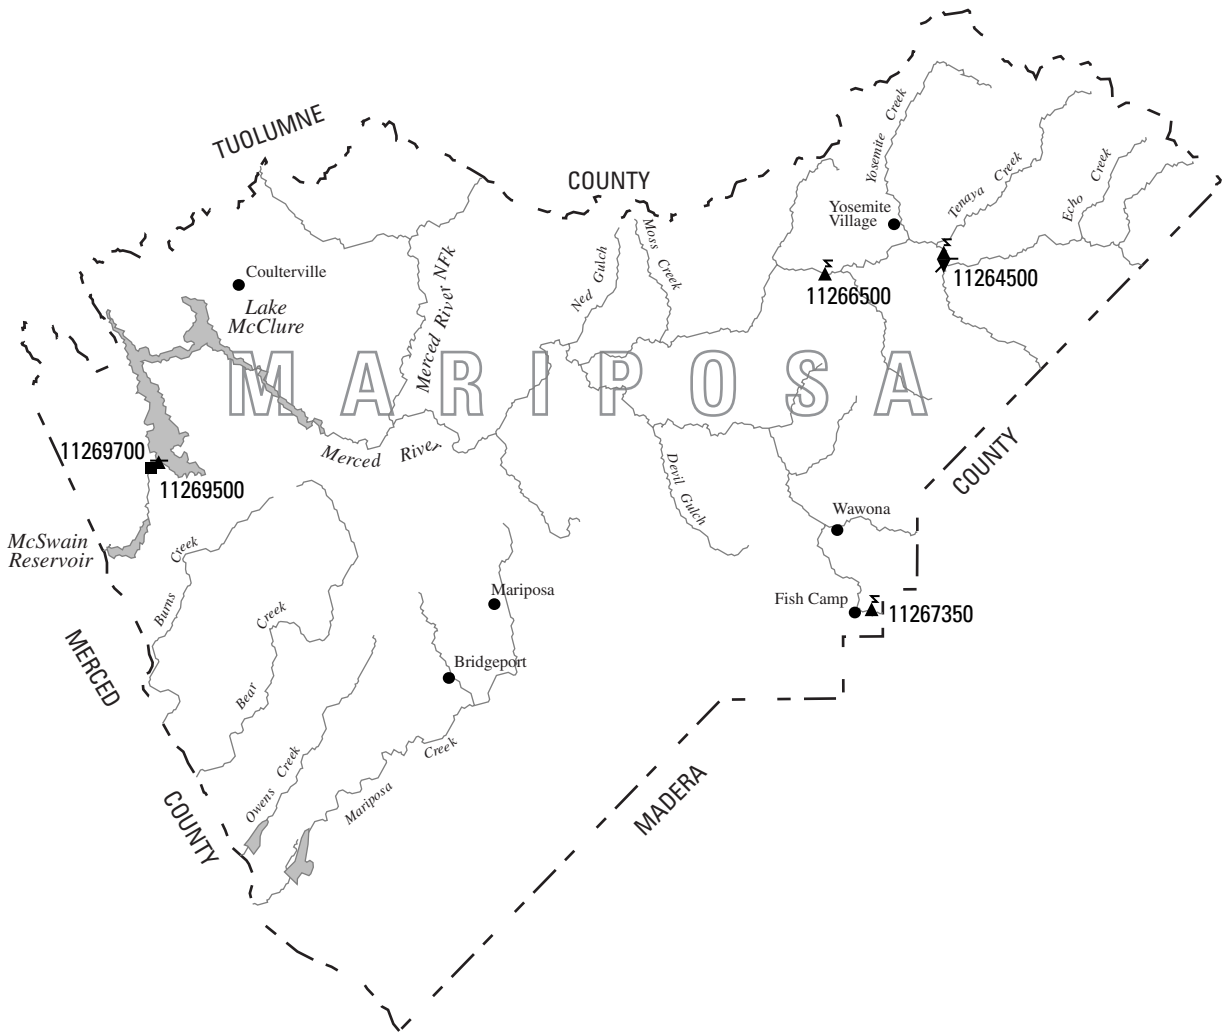 TUOLUMNE
COUNTY
Yosemite Creek
Tenaya Creek
Echo Creek
Yosemite
Village
11264500
11266500
Moss Creek
Ned Gulch
Merced River NFk
Coulterville
Lake
McClure
MARIPOSA
Merced River
11269700
11269500
McSwain
Reservoir
Devil Gulch
COUNTY
Wawona
Fish Camp
11267350
Burns Creek
Bear Creek
Mariposa
Bridgeport
MERCED
COUNTY
Owens Creek
Mariposa Creek
MADERA